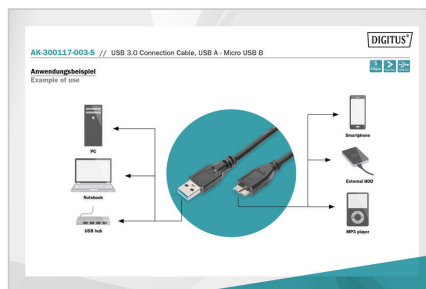 DIGITUS®
AK-300117-003-S // USB 3.0 Connection Cable, USB A - Micro USB B
Anwendungsbeispiel
Example of use
PC
Notebook
USB hub
Smartphone
External HDD
MP3 player